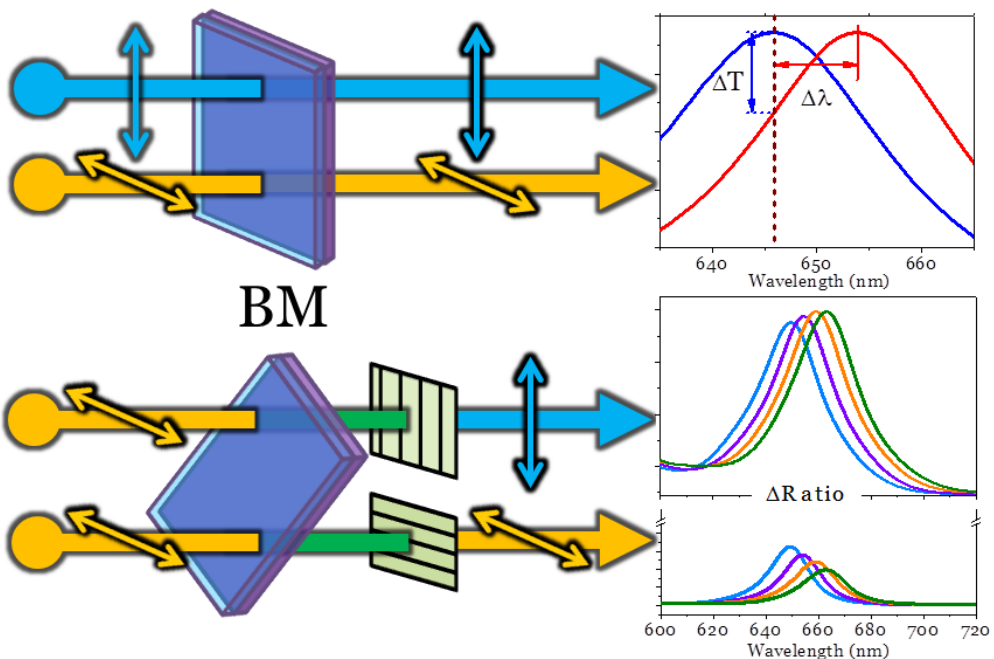 ΔT
Δλ
640 650 660
Wavelength (nm)
BM
ΔRatio
600 620 640 660 680 700 720
Wavelength (nm)